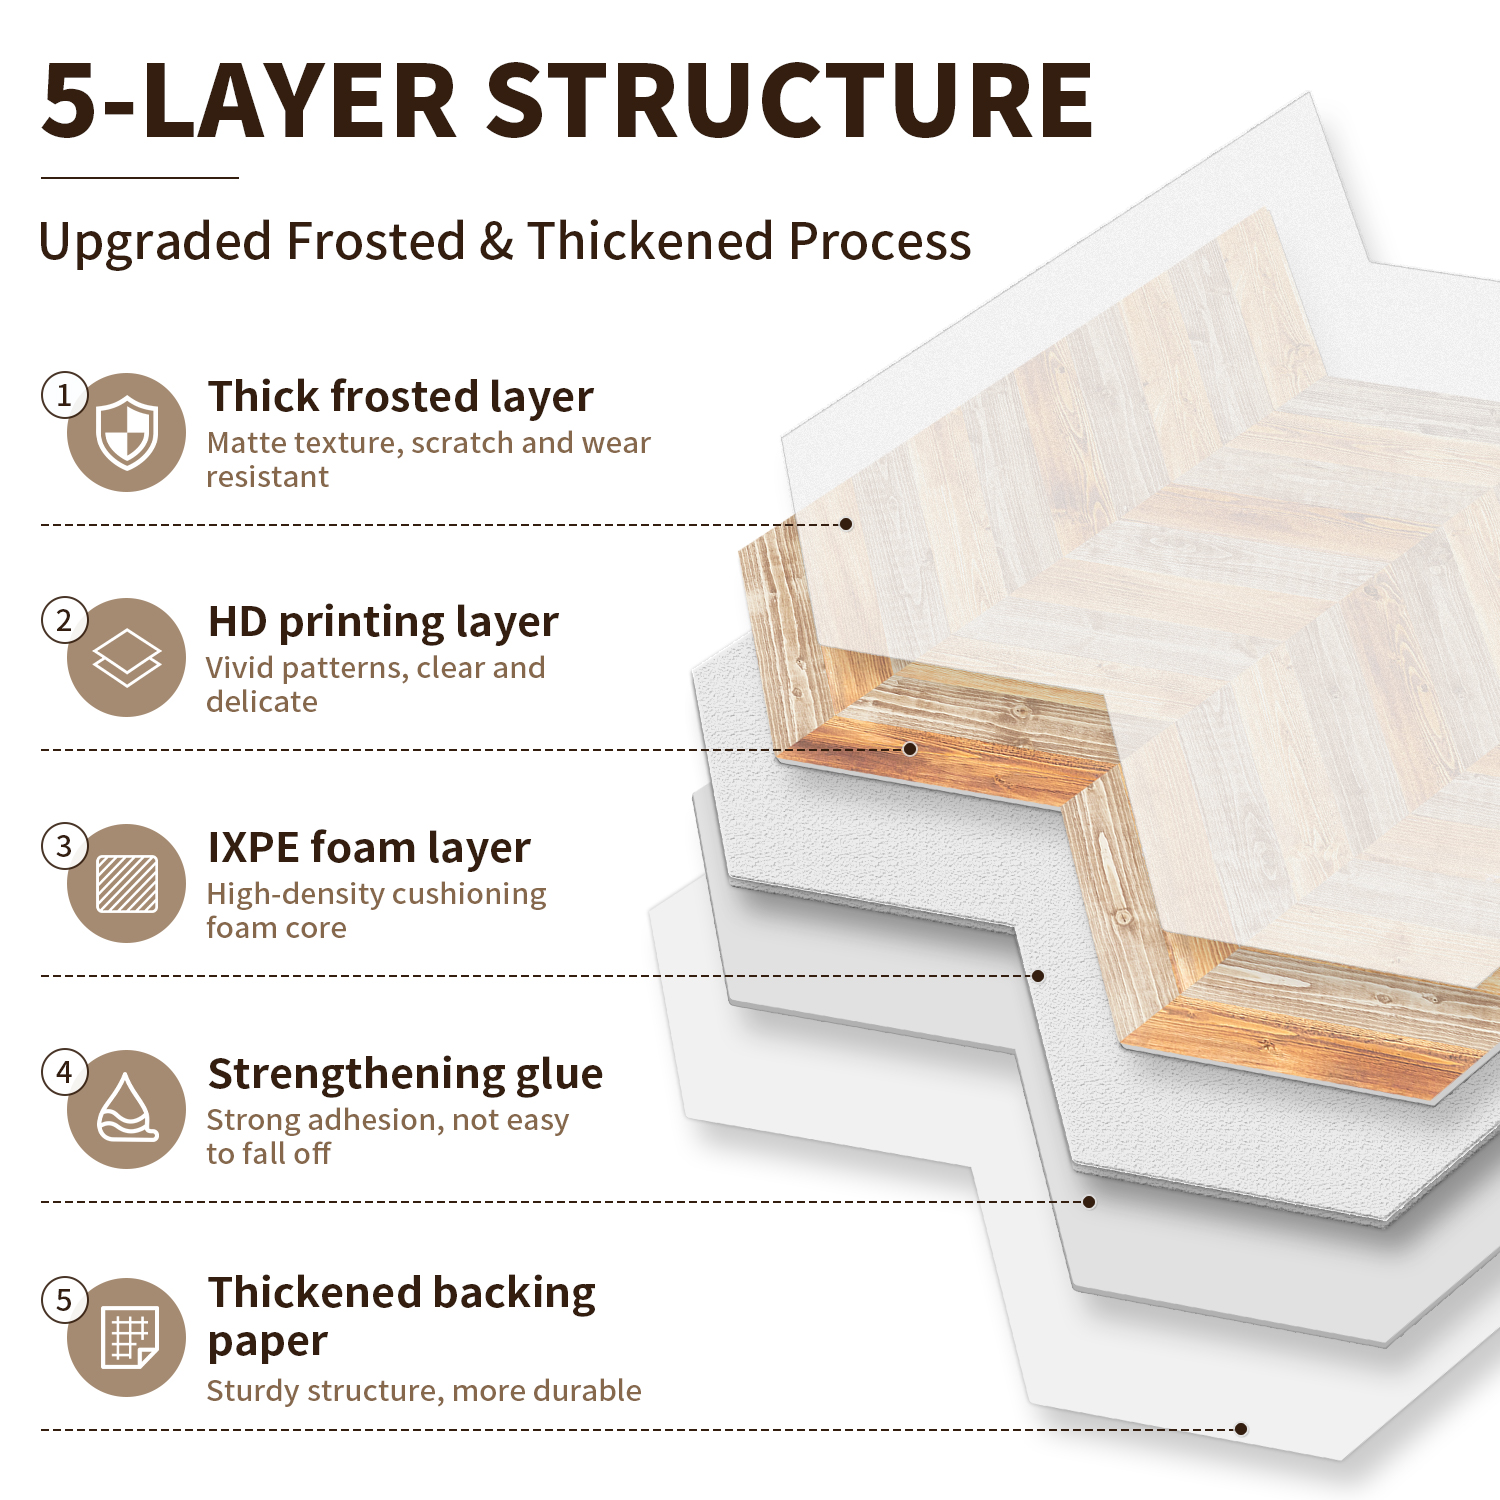 5-LAYER STRUCTURE
Upgraded Frosted & Thickened Process
1
Thick frosted layer
Matte texture, scratch and wear
resistant
2
HD printing layer
Vivid patterns, clear and
delicate
3
IXPE foam layer
High-density cushioning
foam core
4
Strengthening glue
Strong adhesion, not easy
to fall off
5
Thickened backing
paper
Sturdy structure, more durable